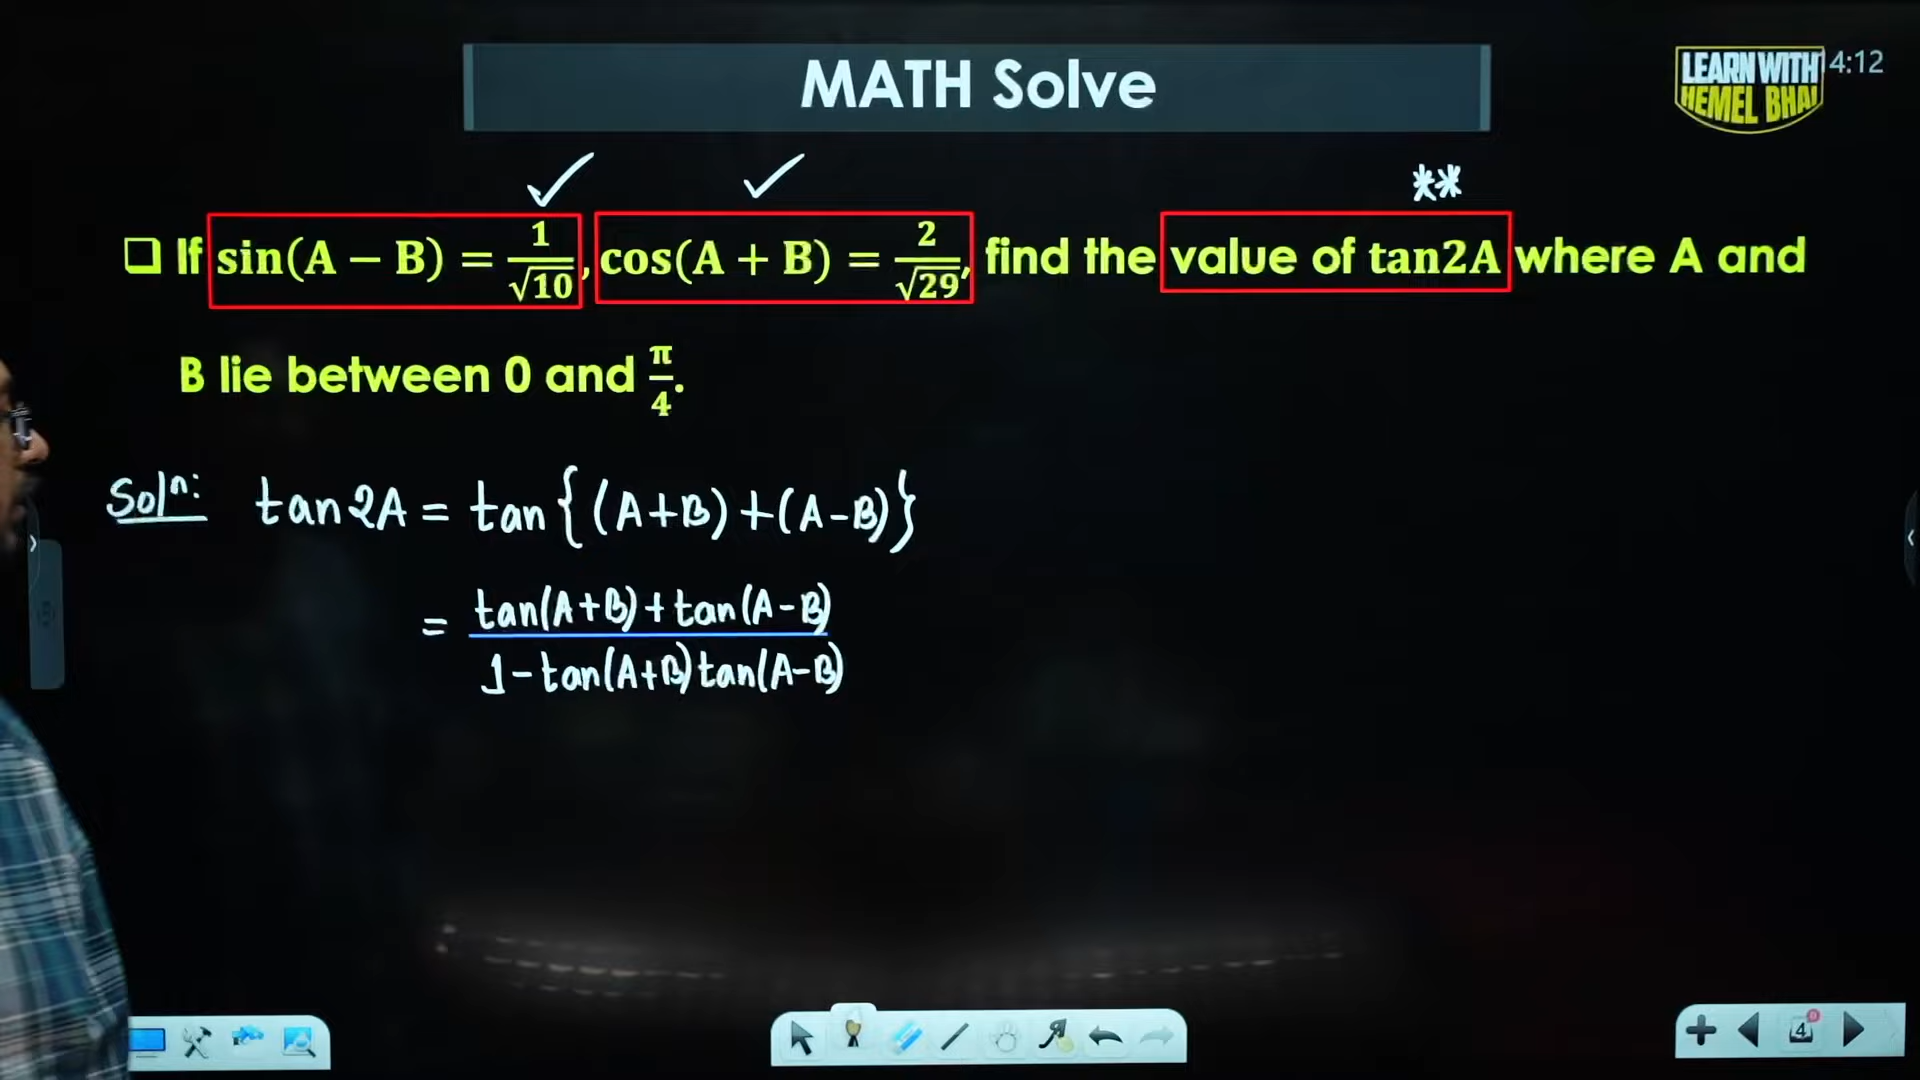 MATH Solve
LEARN WITH
HEMEL BHAI
4:12
✓ ✓ **
❑ If sin(A − B) = 1/√10, cos(A + B) = 2/√29, find the value of tan2A where A and
B lie between 0 and π/4.
Solⁿ: tan2A = tan{(A+B)+(A-B)}
= tan(A+B)+tan(A-B) / 1-tan(A+B)tan(A-B)
4